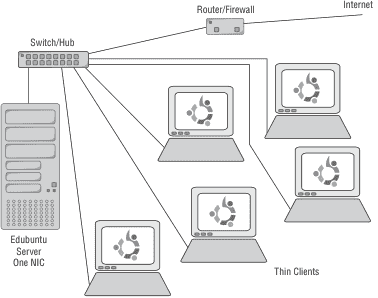 Internet
Router/Firewall
Switch/Hub
Edubuntu
Server
One NIC
Thin Clients